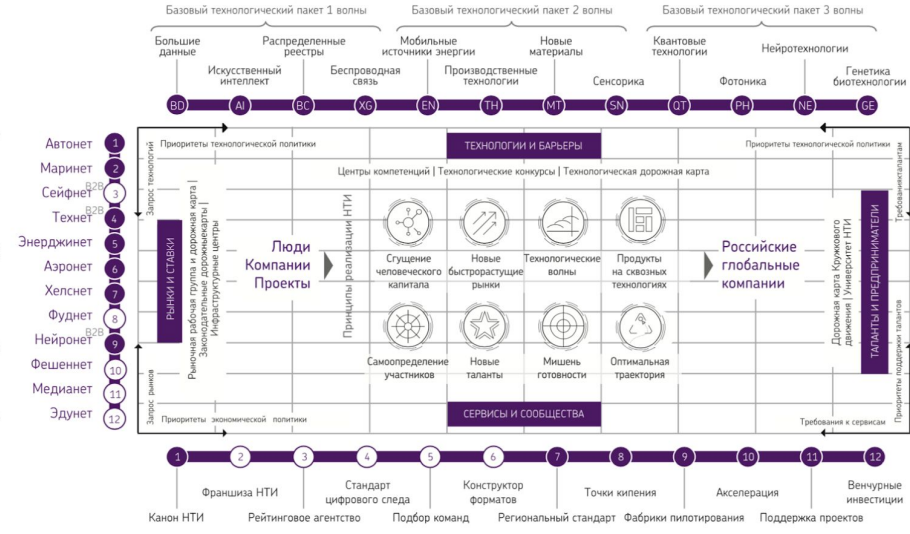 Базовый технологический пакет 1 волны
Базовый технологический пакет 2 волны
Базовый технологический пакет 3 волны
Большие
данные
Искусственный
интеллект
Распределенные
реестры
Беспроводная
связь
Мобильные
источники энергии
Производственные
технологии
Новые
материалы
Сенсорика
Квантовые
технологии
Фотоника
Нейротехнологии
Генетика
биотехнологии
BD AI BC XG EN TH MT SN QT PH NE GE
Автонет 1
Маринет 2
B2B
Сейфнет 3
B2B
Технет 4
Энерджинет 5
Аэронет 6
Хелснет 7
Фуднет 8
B2B
Нейронет 9
Фешеннет 10
Медианет 11
Эдунет 12
Приоритеты технологической политики
ТЕХНОЛОГИИ И БАРЬЕРЫ
Приоритеты технологической политики
Запрос технологий
Центры компетенций | Технологические конкурсы | Технологическая дорожная карта
Требованияк талантам
РЫНКИ И СТАВКИ
Рыночная рабочая группа и дорожная карта |
Законодательные дорожныекарты |
Инфраструктурные центры
Люди
Компании
Проекты
Принципы реализации НТИ
Сгущение
человеческого
капитала
Новые
быстрорастущие
рынки
Технологические
волны
Продукты
на сквозных
технологиях
Самоопределение
участников
Новые
таланты
Мишень
готовности
Оптимальная
траектория
Российские
глобальные
компании
Дорожная карта Кружкового
движения | Университет НТИ
ТАЛАНТЫ И ПРЕДПРИНИМАТЕЛИ
Приоритеты поддержки талантов
Запрос рынков
Приоритеты экономической политики
СЕРВИСЫ И СООБЩЕСТВА
Требования к сервисам
1 2 3 4 5 6 7 8 9 10 11 12
Канон НТИ
Франшиза НТИ
Рейтинговое агентство
Стандарт
цифрового следа
Подбор команд
Конструктор
форматов
Региональный стандарт
Точки кипения
Фабрики пилотирования
Акселерация
Поддержка проектов
Венчурные
инвестиции